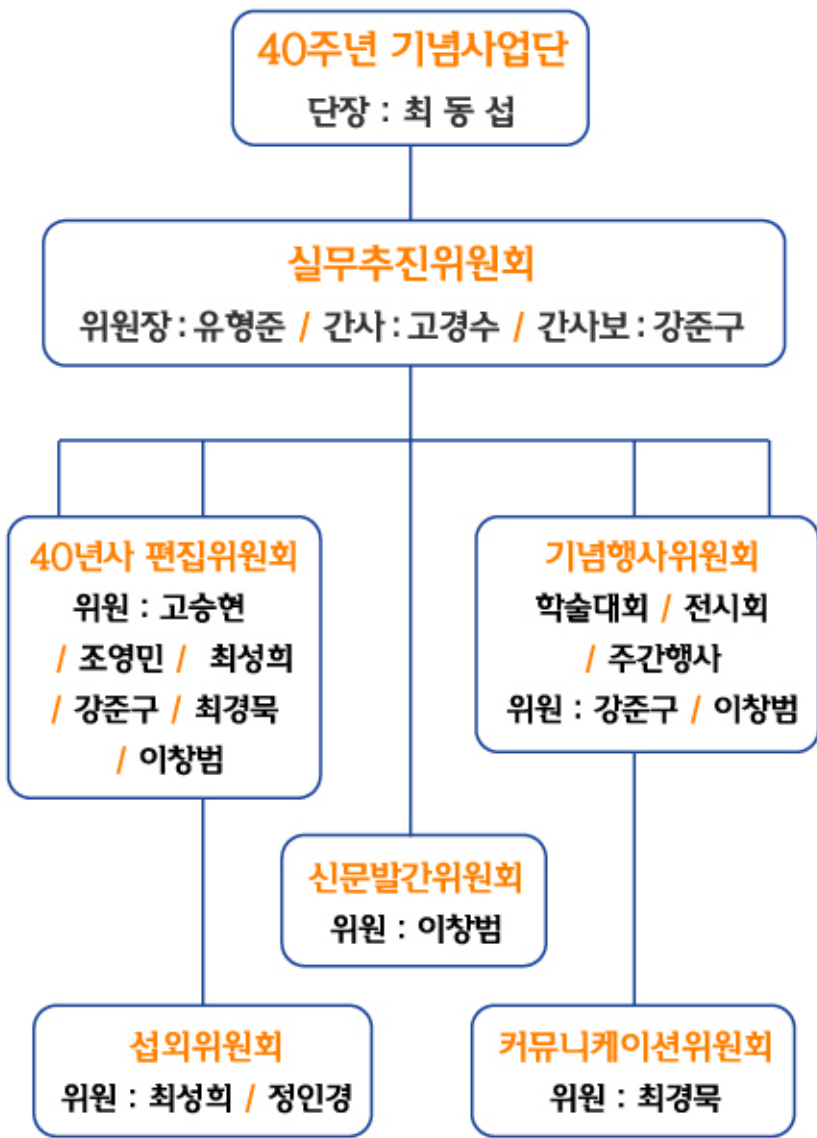 40주년 기념사업단
단장 : 최 동 섭
실무추진위원회
위원장 : 유형준 / 간사 : 고경수 / 간사보 : 강준구
40년사 편집위원회
위원 : 고승현
/ 조영민 / 최성희
/ 강준구 / 최경묵
/ 이창범
기념행사위원회
학술대회 / 전시회
/ 주간행사
위원 : 강준구 / 이창범
신문발간위원회
위원 : 이창범
섭외위원회
위원 : 최성희 / 정인경
커뮤니케이션위원회
위원 : 최경묵